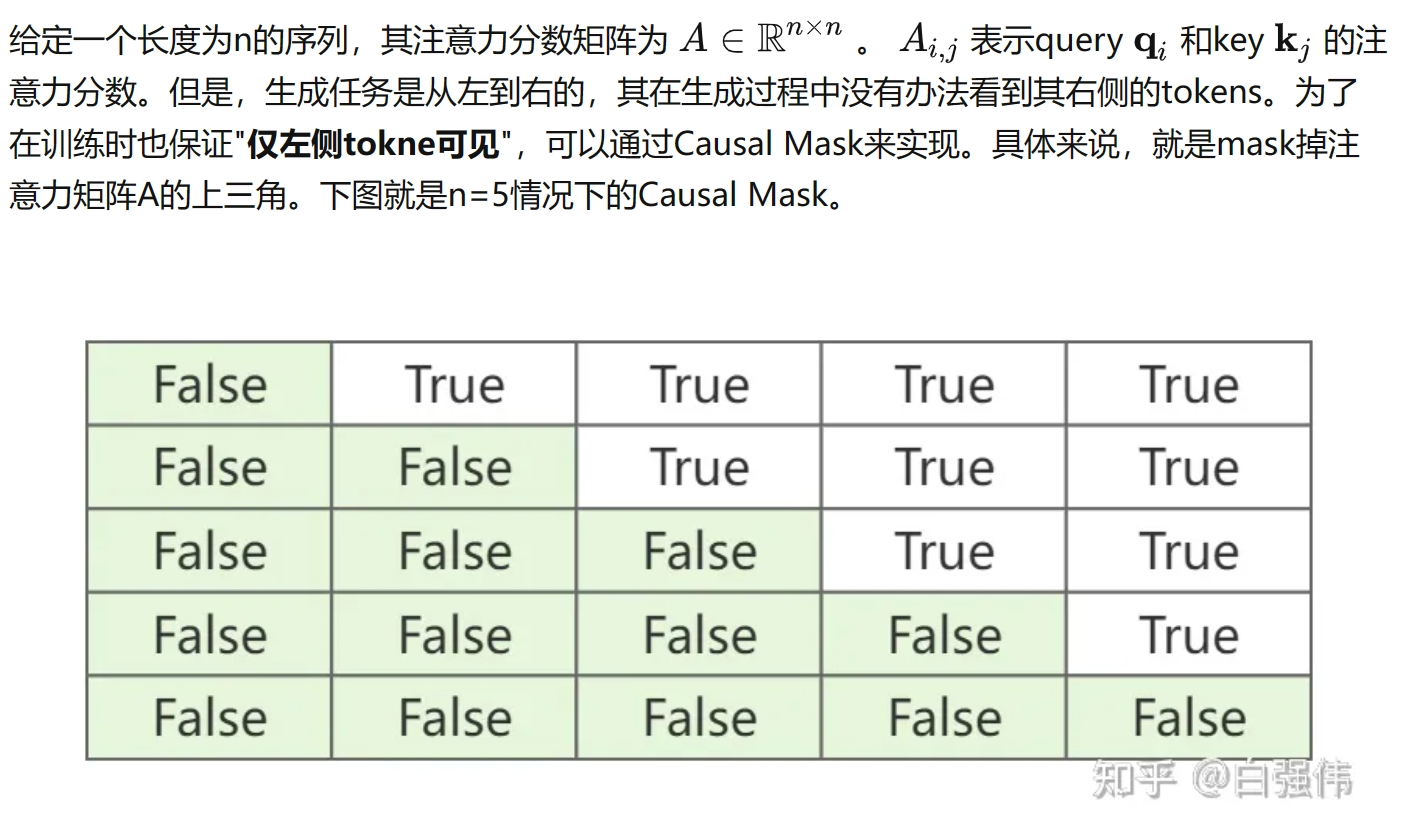 给定一个长度为n的序列，其注意力分数矩阵为 $A \in \mathbb{R}^{n \times n}$ 。 $A_{i,j}$ 表示query $\mathbf{q}_i$ 和key $\mathbf{k}_j$ 的注
意力分数。但是，生成任务是从左到右的，其在生成过程中没有办法看到其右侧的tokens。为了
在训练时也保证"仅左侧tokne可见"，可以通过Causal Mask来实现。具体来说，就是mask掉注
意力矩阵A的上三角。下图就是n=5情况下的Causal Mask。
False True True True True
False False True True True
False False False True True
False False False False True
False False False False False
知乎 @白强伟